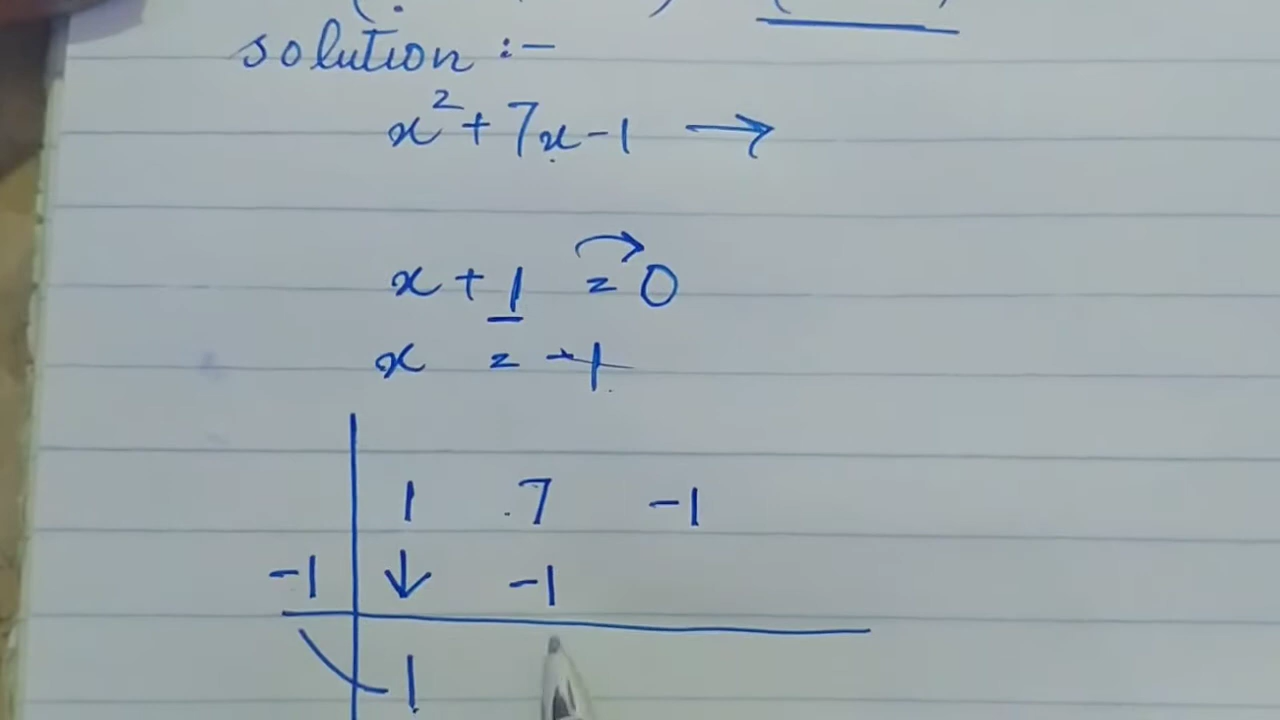 solution :-
x² + 7x - 1 →
x + 1 = 0
x = -1
1 7 -1
-1 ↓ -1
1